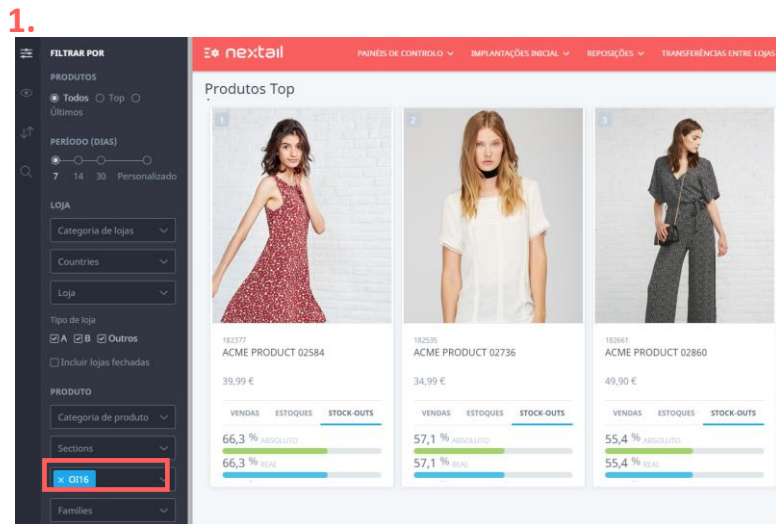 1.
FILTRAR POR
PRODUTOS
Todos Top
Últimos
PERÍODO (DIAS)
7 14 30 Personalizado
LOJA
Categoria de lojas
Countries
Loja
Tipo de loja
A B Outros
Incluir lojas fechadas
PRODUTO
Categoria de produto
Sections
× OI16
Families
nextail
PAINÉIS DE CONTROLO IMPLANTAÇÕES INICIAL REPOSIÇÕES TRANSFERÊNCIAS ENTRE LOJAS
Produtos Top
1
182377
ACME PRODUCT 02584
39,99 €
VENDAS ESTOQUES STOCK-OUTS
66,3 % ABSOLUTO
66,3 % REAL
2
182535
ACME PRODUCT 02736
34,99 €
VENDAS ESTOQUES STOCK-OUTS
57,1 % ABSOLUTO
57,1 % REAL
3
182661
ACME PRODUCT 02860
49,90 €
VENDAS ESTOQUES STOCK-OUTS
55,4 % ABSOLUTO
55,4 % REAL